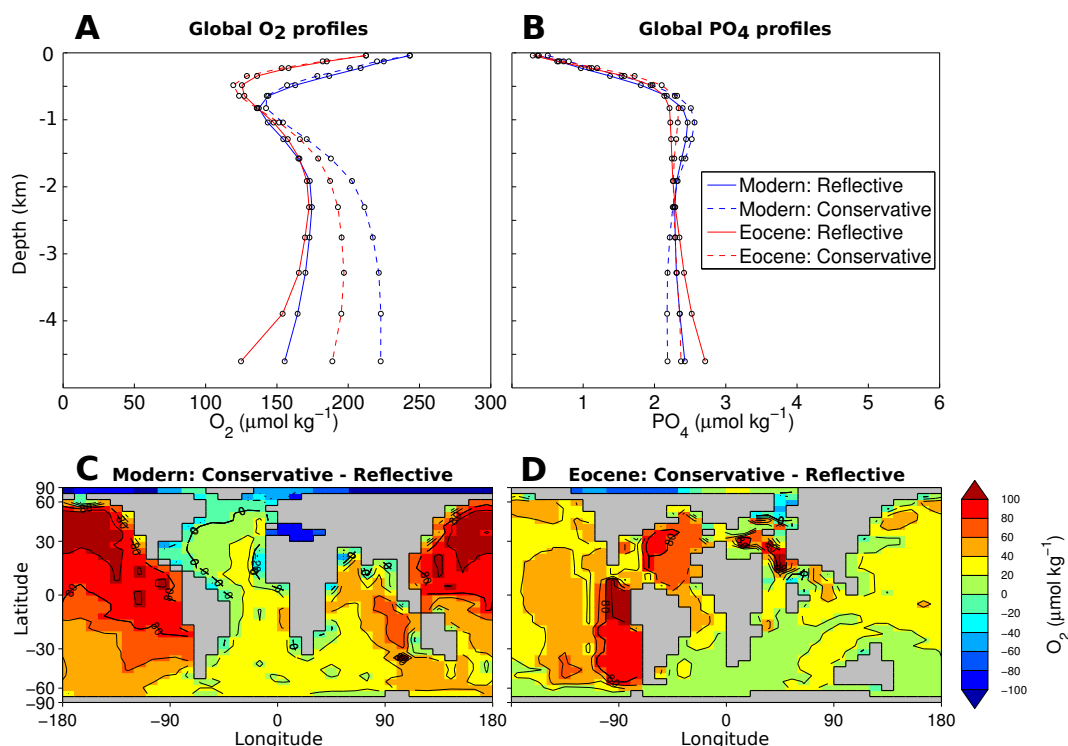 A Global O₂ profiles
0
-1
-2
-3
-4
Depth (km)
0 50 100 150 200 250 300
O₂ (μmol kg⁻¹)
B Global PO₄ profiles
Modern: Reflective
Modern: Conservative
Eocene: Reflective
Eocene: Conservative
1 2 3 4 5 6
PO₄ (μmol kg⁻¹)
C Modern: Conservative - Reflective
90
60
30
0
-30
-60
-90
Latitude
-180 -90 0 90 180
Longitude
D Eocene: Conservative - Reflective
-90 0 90 180
Longitude
100
80
60
40
20
0
-20
-40
-60
-80
-100
O₂ (μmol kg⁻¹)